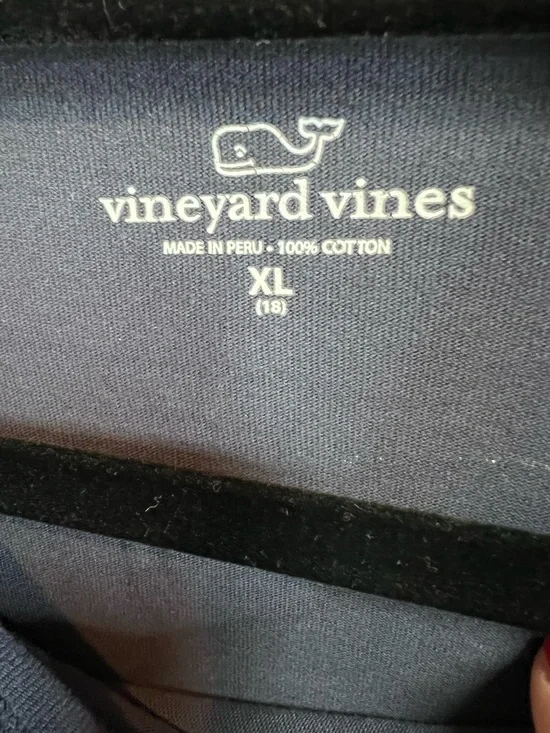 vineyard vines
MADE IN PERU • 100% COTTON
XL
(18)